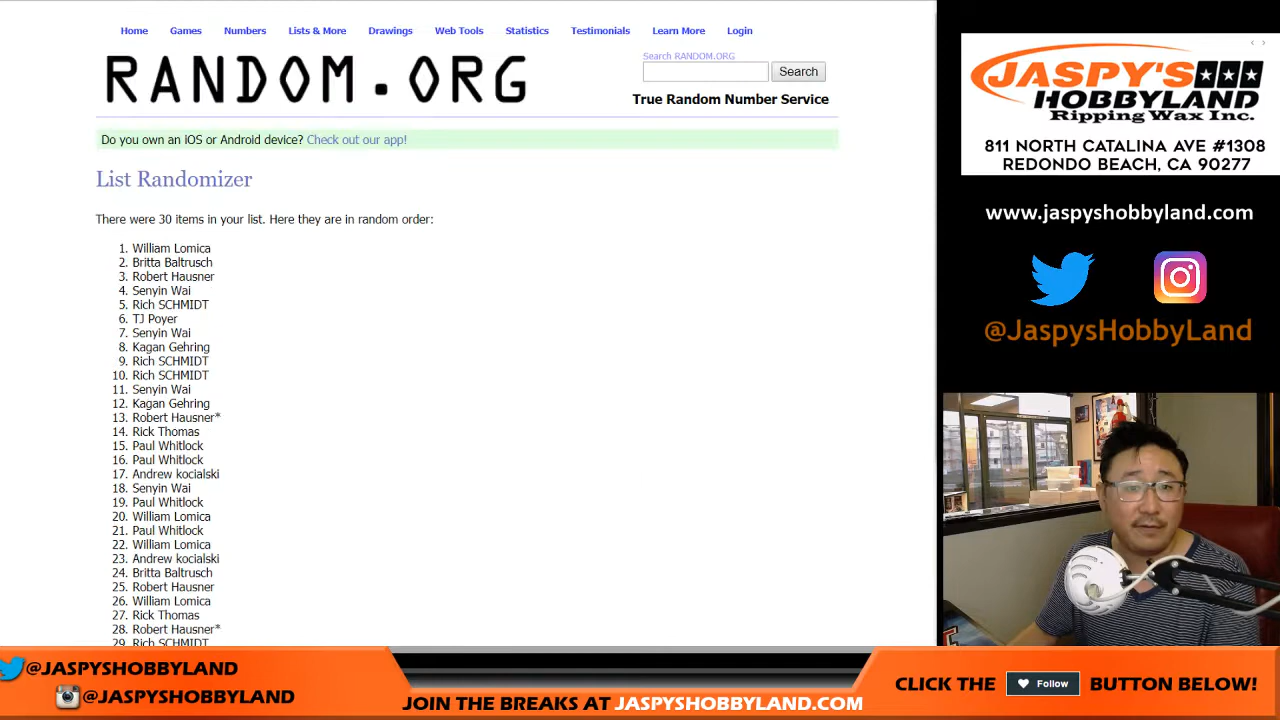 Home Games Numbers Lists & More Drawings Web Tools Statistics Testimonials Learn More Login
RANDOM.ORG
Search RANDOM.ORG
Search
True Random Number Service
Do you own an iOS or Android device? Check out our app!
List Randomizer
There were 30 items in your list. Here they are in random order:
1. William Lomica
2. Britta Baltrusch
3. Robert Hausner
4. Senyin Wai
5. Rich SCHMIDT
6. TJ Poyer
7. Senyin Wai
8. Kagan Gehring
9. Rich SCHMIDT
10. Rich SCHMIDT
11. Senyin Wai
12. Kagan Gehring
13. Robert Hausner*
14. Rick Thomas
15. Paul Whitlock
16. Paul Whitlock
17. Andrew kocialski
18. Senyin Wai
19. Paul Whitlock
20. William Lomica
21. Paul Whitlock
22. William Lomica
23. Andrew kocialski
24. Britta Baltrusch
25. Robert Hausner
26. William Lomica
27. Rick Thomas
28. Robert Hausner*
29. Rich SCHMIDT
JASPY'S
HOBBYLAND
Ripping Wax Inc.
811 NORTH CATALINA AVE #1308
REDONDO BEACH, CA 90277
www.jaspyshobbyland.com
@JaspysHobbyLand
@JASPYSHOBBYLAND
@JASPYSHOBBYLAND
JOIN THE BREAKS AT JASPYSHOBBYLAND.COM
CLICK THE Follow BUTTON BELOW!